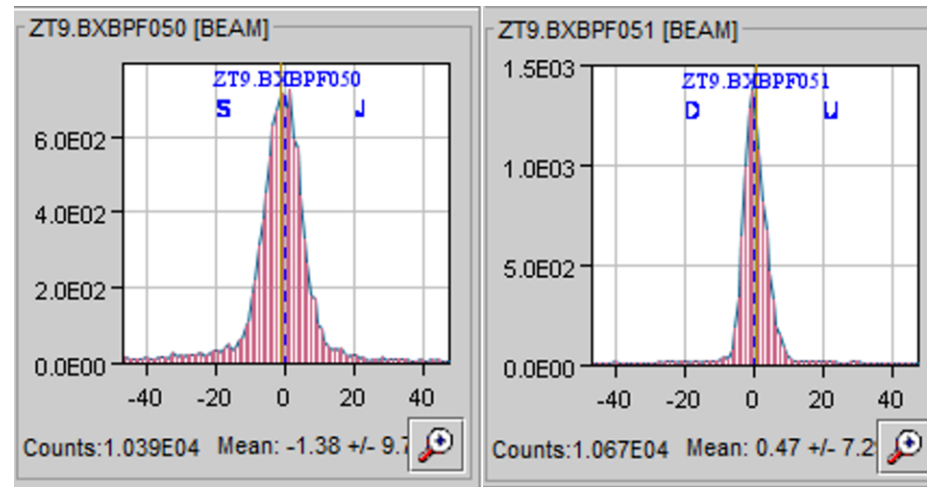 ZT9.BXBPF050 [BEAM]
ZT9.BXBPF050
S J
6.0E02
4.0E02
2.0E02
0.0E00
-40 -20 0 20 40
Counts:1.039E04 Mean: -1.38 +/- 9.7
ZT9.BXBPF051 [BEAM]
ZT9.BXBPF051
D U
1.5E03
1.0E03
5.0E02
0.0E00
-40 -20 0 20 40
Counts:1.067E04 Mean: 0.47 +/- 7.2